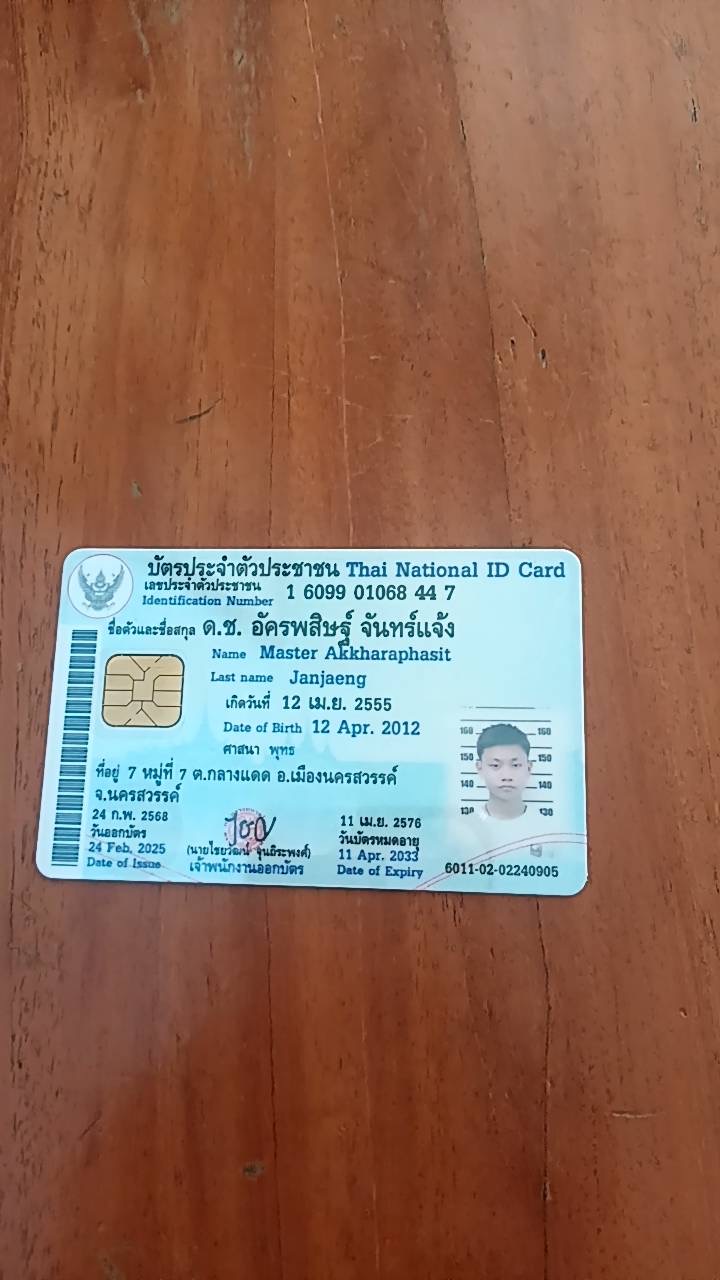 บัตรประจำตัวประชาชน Thai National ID Card
เลขประจำตัวประชาชน
Identification Number 1 6099 01068 44 7
ชื่อตัวและชื่อสกุล ด.ช. อัครพสิษฐ์ จันทร์แจ้ง
Name Master Akkharaphasit
Last name Janjaeng
เกิดวันที่ 12 เม.ย. 2555
Date of Birth 12 Apr. 2012
ศาสนา พุทธ
ที่อยู่ 7 หมู่ที่ 7 ต.กลางแดด อ.เมืองนครสวรรค์
จ.นครสวรรค์
24 ก.พ. 2568
วันออกบัตร
24 Feb. 2025
Date of Issue
เจ้าพนักงานออกบัตร
11 เม.ย. 2576
วันบัตรหมดอายุ
11 Apr. 2033
Date of Expiry
160 160
150 150
140 140
130 130
6011-02-02240905